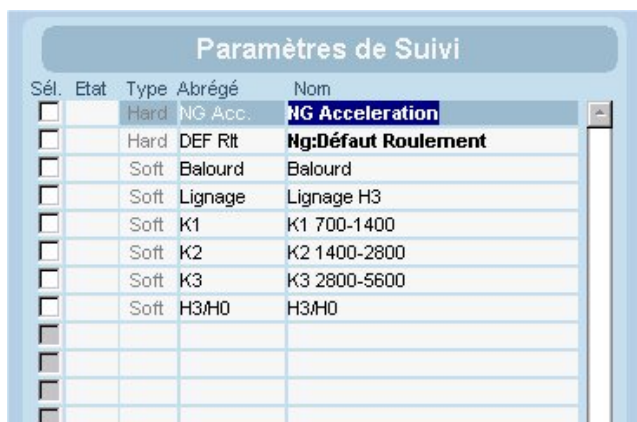 Paramètres de Suivi
Sél. Etat Type Abrégé Nom
Hard NG Acc. NG Acceleration
Hard DEF Rlt Ng:Défaut Roulement
Soft Balourd Balourd
Soft Lignage Lignage H3
Soft K1 K1 700-1400
Soft K2 K2 1400-2800
Soft K3 K3 2800-5600
Soft H3/H0 H3/H0